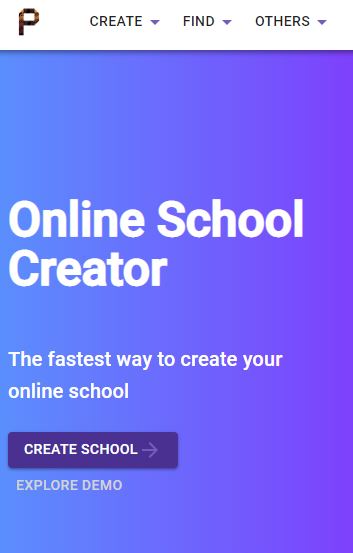 P
CREATE FIND OTHERS
Online School
Creator
The fastest way to create your
online school
CREATE SCHOOL
EXPLORE DEMO